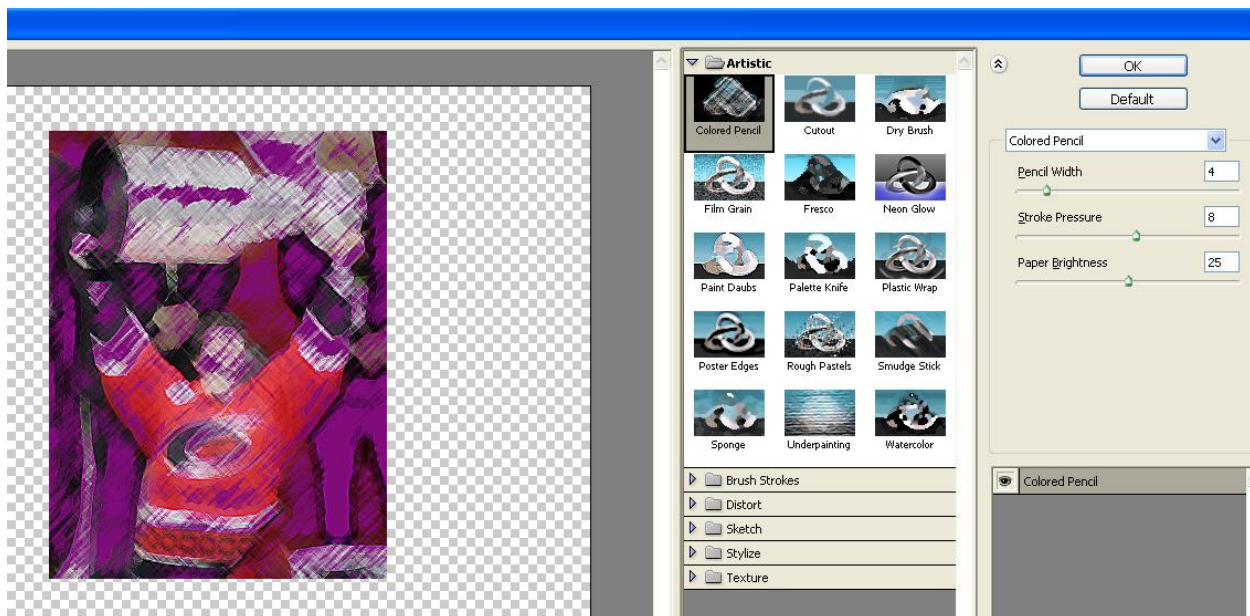 Artistic
Colored Pencil
Cutout
Dry Brush
Film Grain
Fresco
Neon Glow
Paint Daubs
Palette Knife
Plastic Wrap
Poster Edges
Rough Pastels
Smudge Stick
Sponge
Underpainting
Watercolor
Brush Strokes
Distort
Sketch
Stylize
Texture
OK
Default
Colored Pencil
Pencil Width 4
Stroke Pressure 8
Paper Brightness 25
Colored Pencil